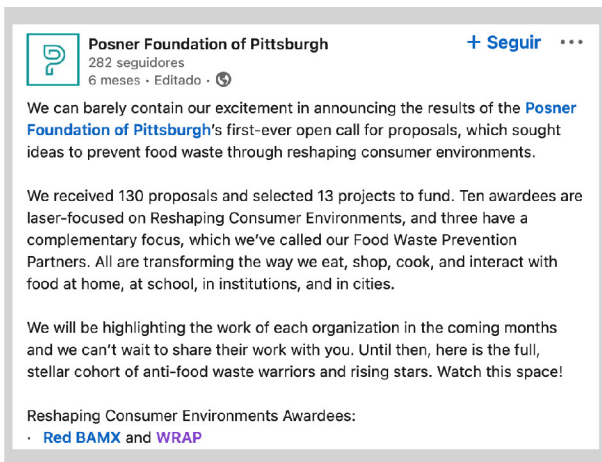 Posner Foundation of Pittsburgh
+ Seguir ...
282 seguidores
6 meses • Editado •
We can barely contain our excitement in announcing the results of the Posner
Foundation of Pittsburgh's first-ever open call for proposals, which sought
ideas to prevent food waste through reshaping consumer environments.
We received 130 proposals and selected 13 projects to fund. Ten awardees are
laser-focused on Reshaping Consumer Environments, and three have a
complementary focus, which we've called our Food Waste Prevention
Partners. All are transforming the way we eat, shop, cook, and interact with
food at home, at school, in institutions, and in cities.
We will be highlighting the work of each organization in the coming months
and we can't wait to share their work with you. Until then, here is the full,
stellar cohort of anti-food waste warriors and rising stars. Watch this space!
Reshaping Consumer Environments Awardees:
· Red BAMX and WRAP